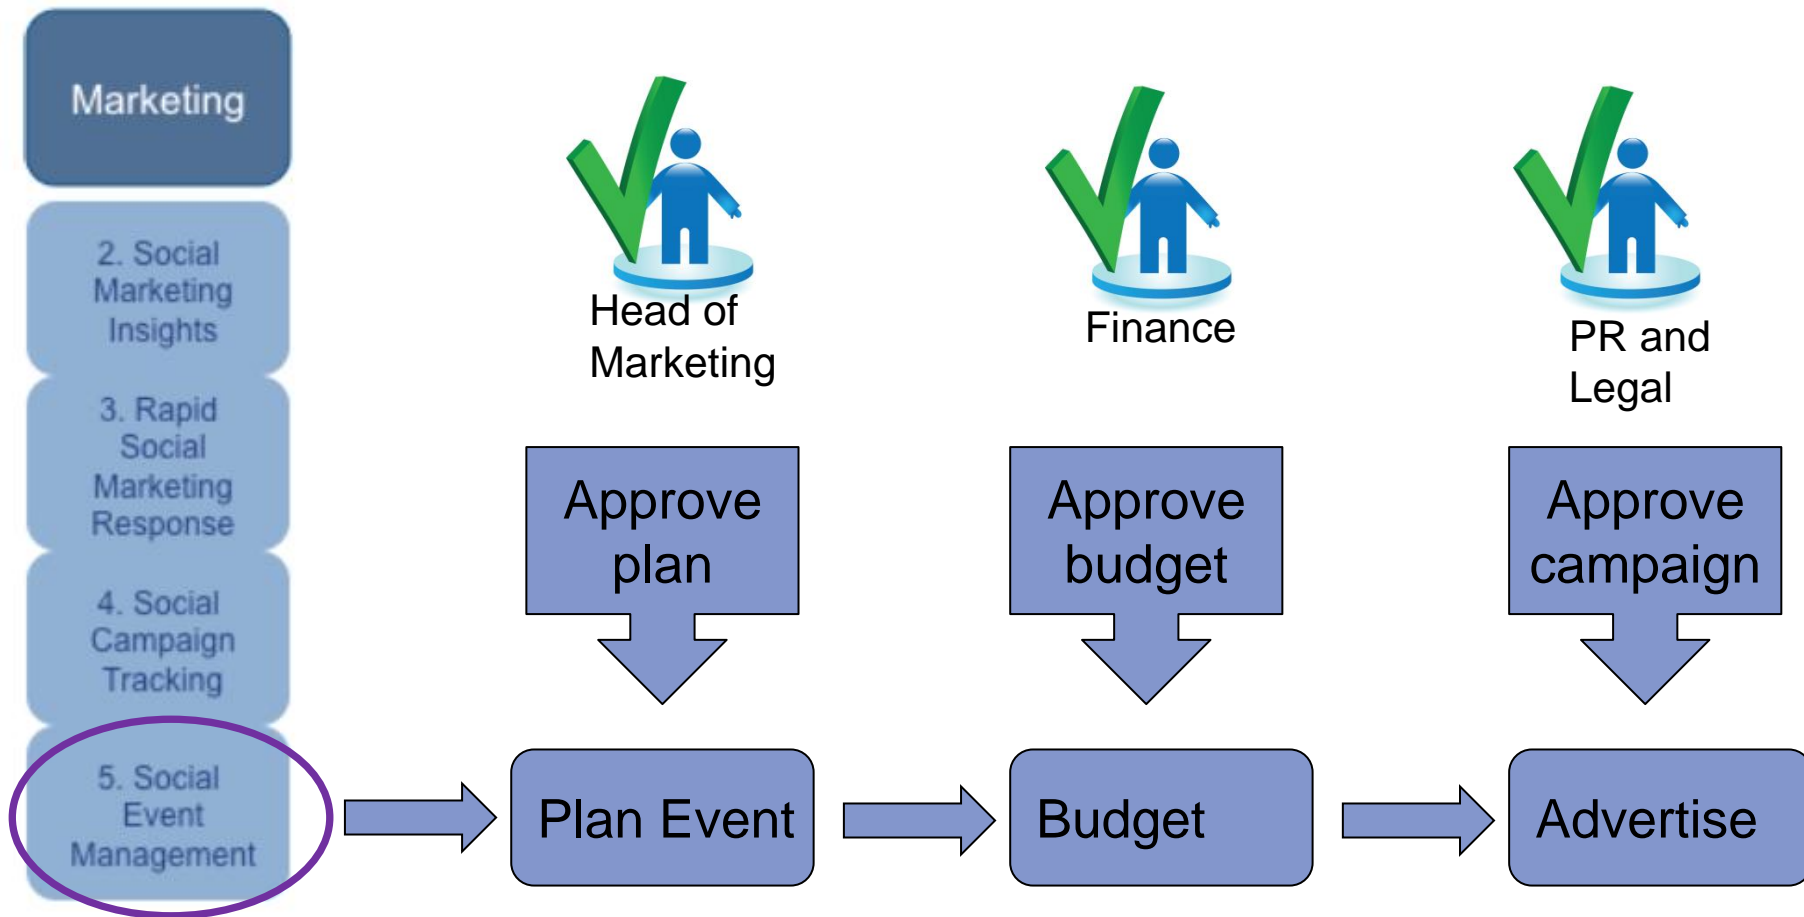 Marketing
2. Social
Marketing
Insights
3. Rapid
Social
Marketing
Response
4. Social
Campaign
Tracking
5. Social
Event
Management
Head of
Marketing
Finance
PR and
Legal
Approve
plan
Approve
budget
Approve
campaign
Plan Event
Budget
Advertise